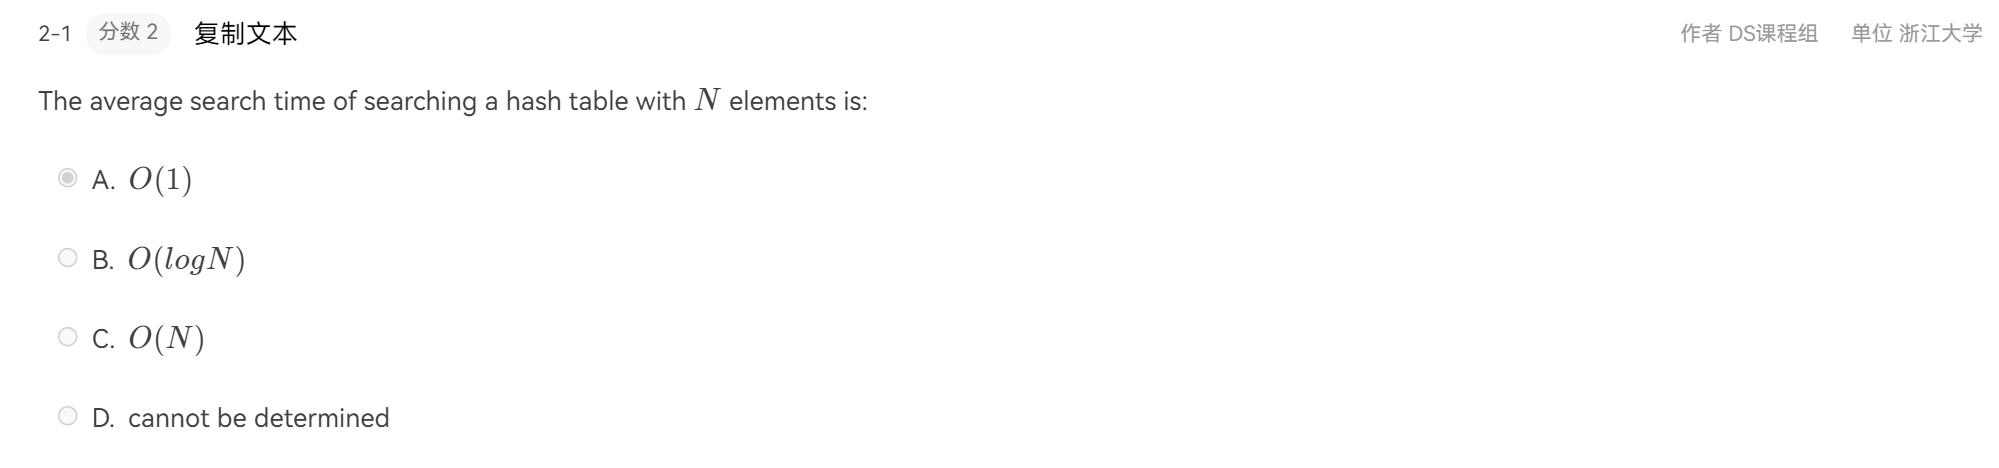 2-1 分数 2 复制文本 作者 DS课程组 单位 浙江大学
The average search time of searching a hash table with N elements is:
A. O(1)
B. O(logN)
C. O(N)
D. cannot be determined